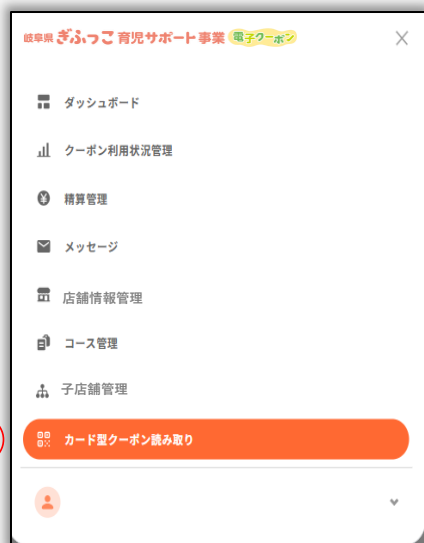 岐阜県 ぎふっこ 育児サポート事業 電子クーポン
ダッシュボード
クーポン利用状況管理
精算管理
メッセージ
店舗情報管理
コース管理
子店舗管理
カード型クーポン読み取り